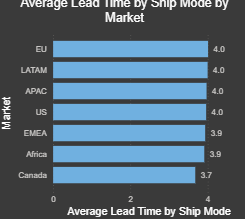 Average Lead Time by Ship Mode by
Market
EU 4.0
LATAM 4.0
APAC 4.0
US 4.0
EMEA 3.9
Africa 3.9
Canada 3.7
Market
0 2 4
Average Lead Time by Ship Mode